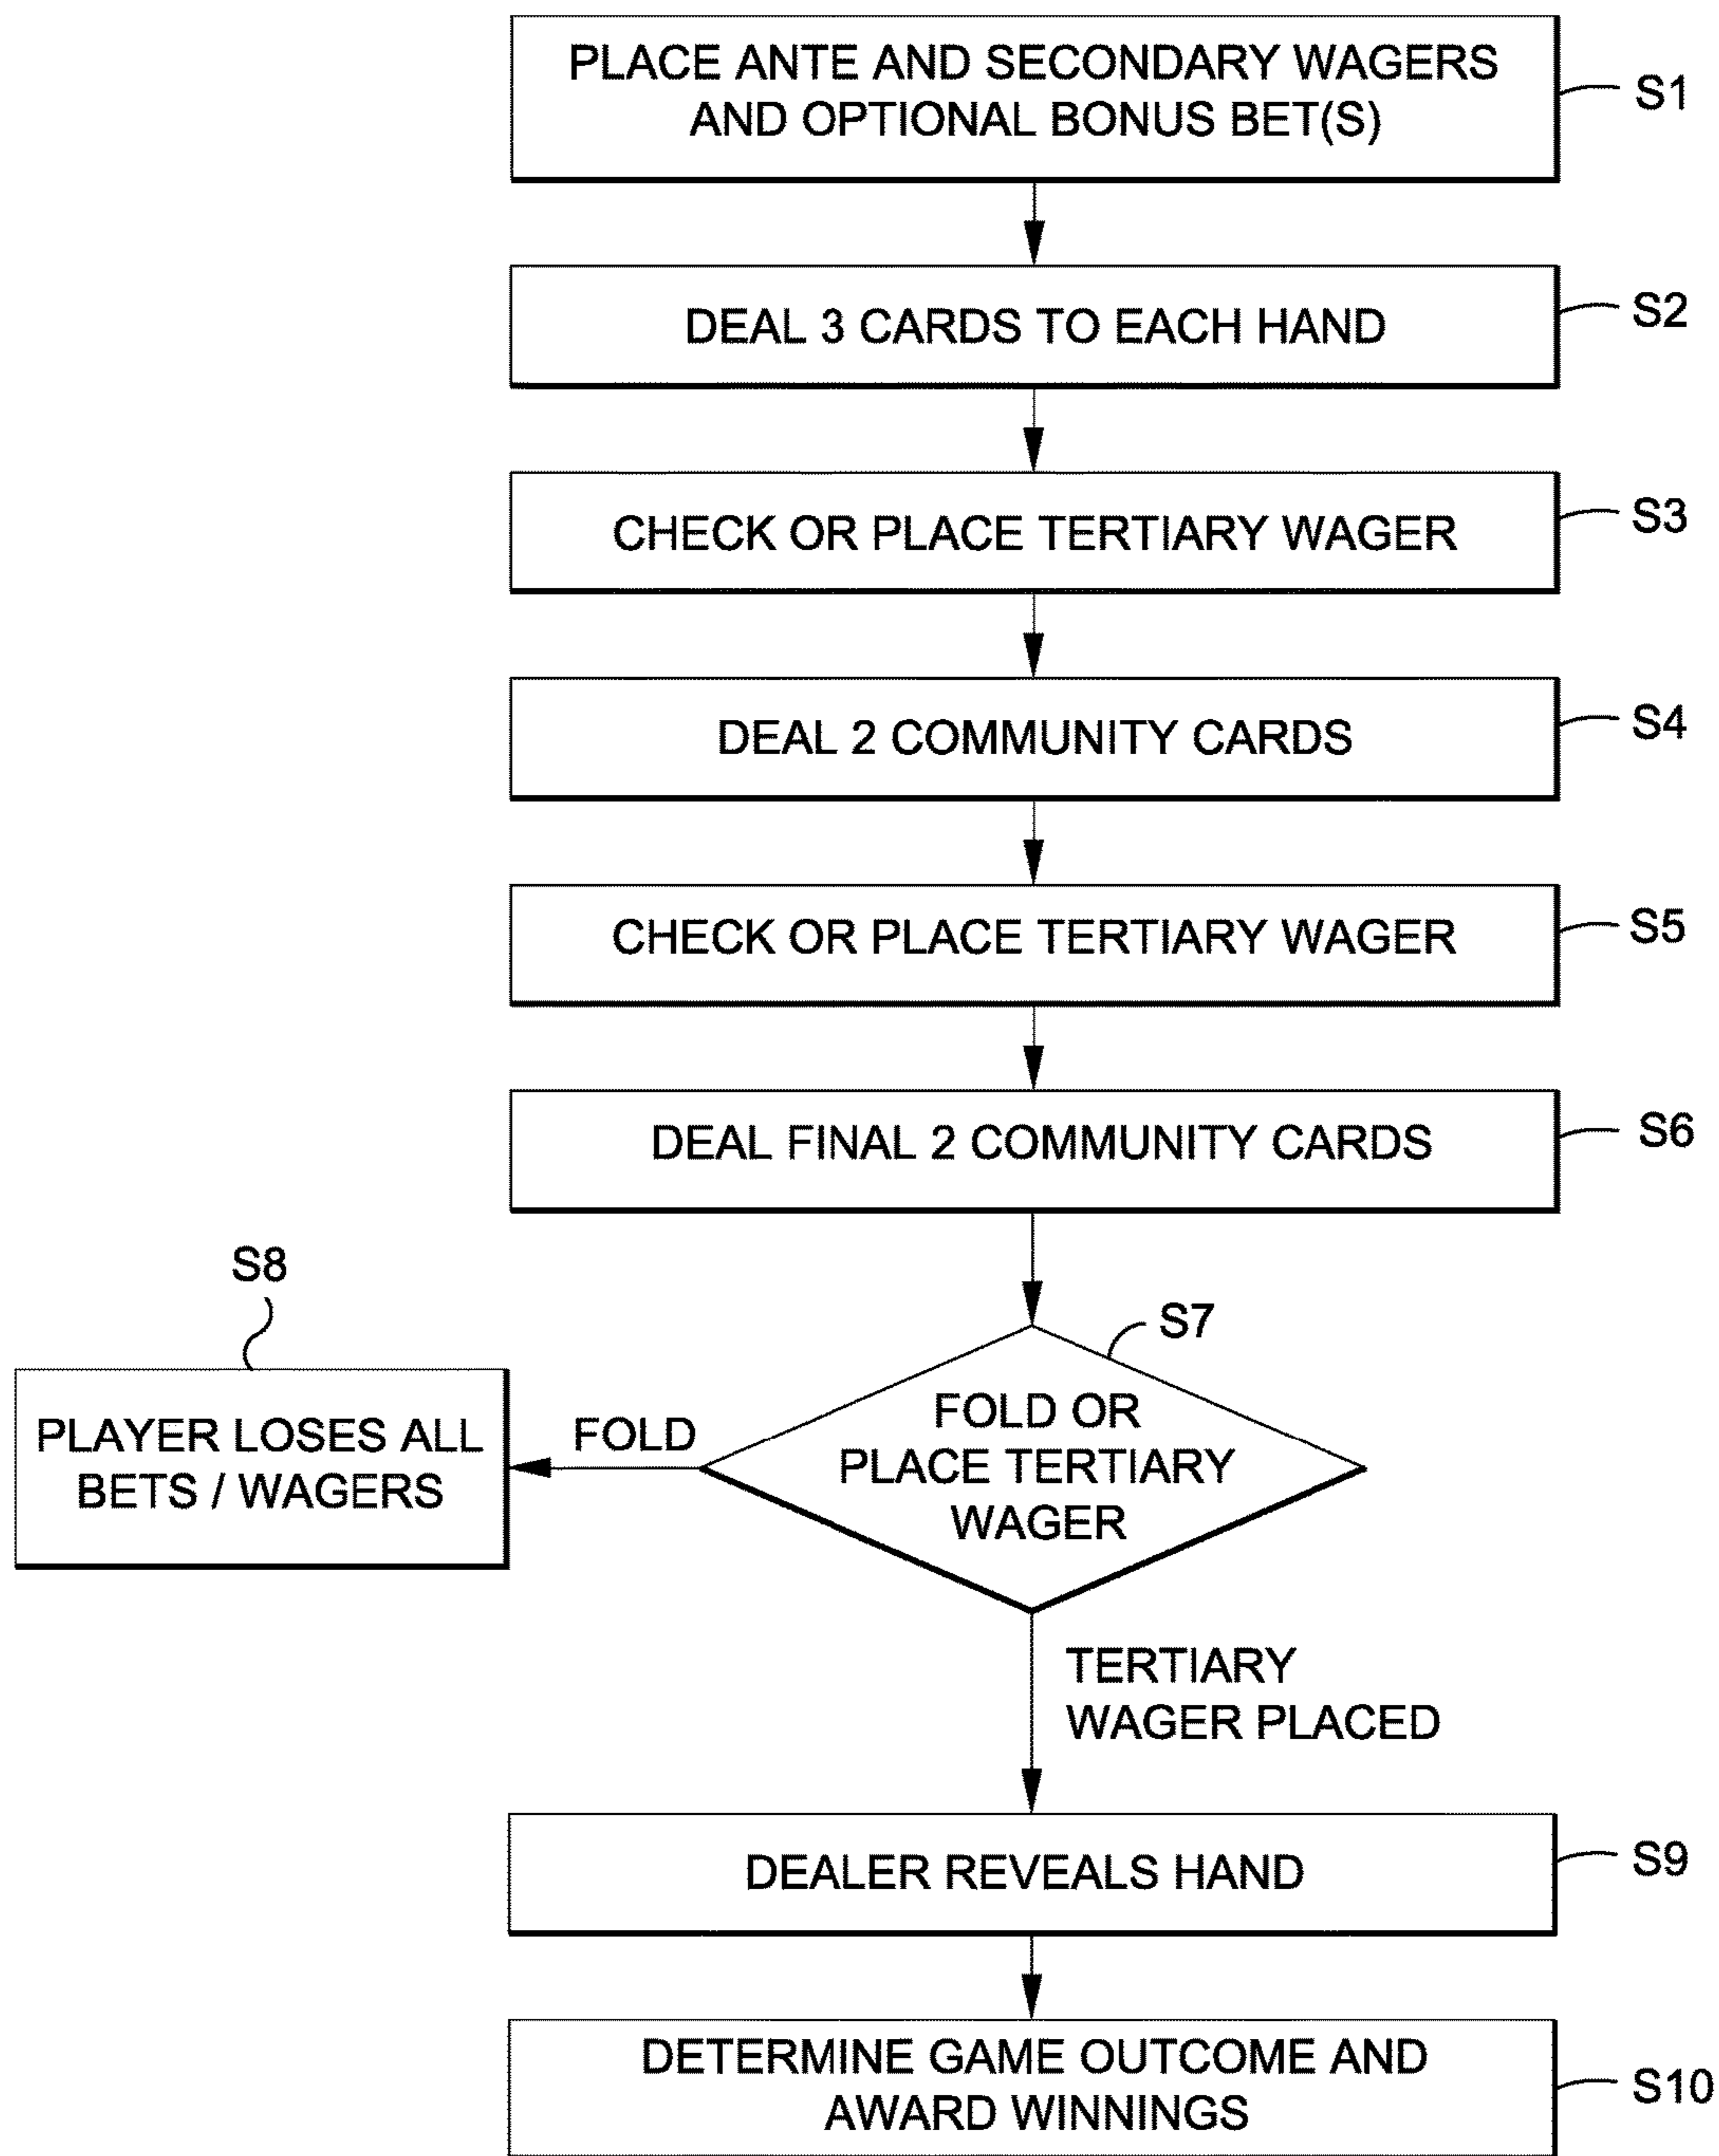 PLACE ANTE AND SECONDARY WAGERS
AND OPTIONAL BONUS BET(S)
S1
DEAL 3 CARDS TO EACH HAND
S2
CHECK OR PLACE TERTIARY WAGER
S3
DEAL 2 COMMUNITY CARDS
S4
CHECK OR PLACE TERTIARY WAGER
S5
DEAL FINAL 2 COMMUNITY CARDS
S6
S7
FOLD OR
PLACE TERTIARY
WAGER
FOLD
S8
PLAYER LOSES ALL
BETS / WAGERS
TERTIARY
WAGER PLACED
DEALER REVEALS HAND
S9
DETERMINE GAME OUTCOME AND
AWARD WINNINGS
S10